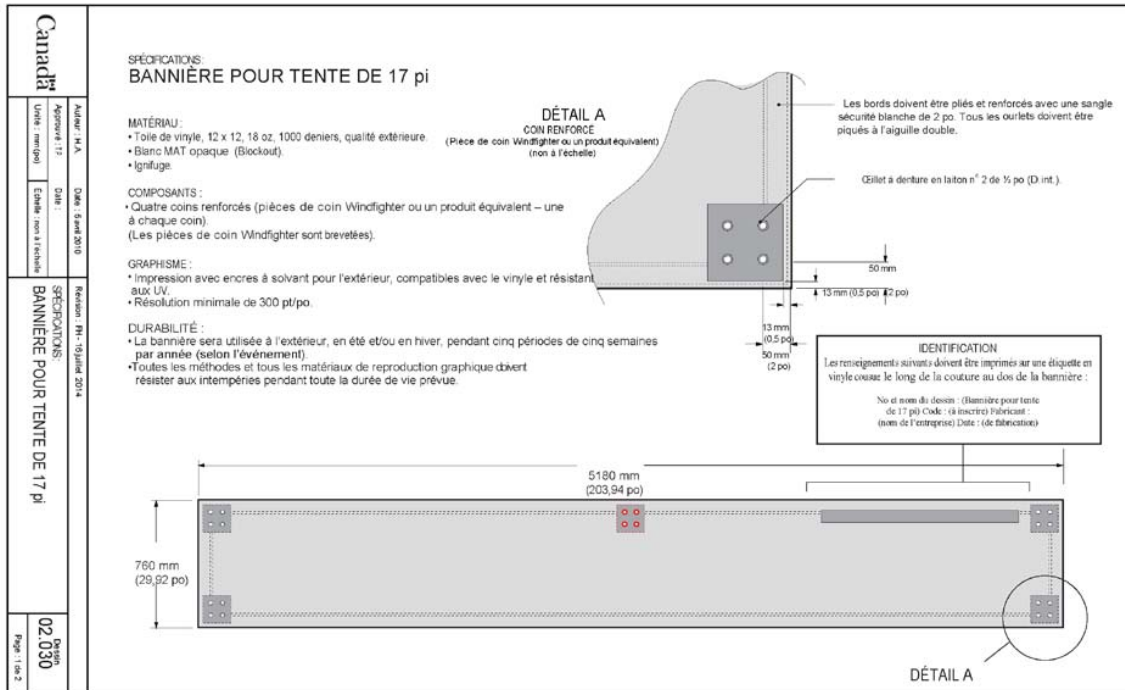 Canada
Auteur : H.A.
Date : 5 avril 2010
Révision : PH - 16 juillet 2014
Approuvé : ??
Date :
Unité : mm(po)
Échelle : non à l'échelle
SPÉCIFICATIONS:
BANNIÈRE POUR TENTE DE 17 pi
Dessin
02.030
Page : 1 de 2
SPÉCIFICATIONS:
BANNIÈRE POUR TENTE DE 17 pi
MATÉRIAU :
• Toile de vinyle, 12 x 12, 18 oz, 1000 deniers, qualité extérieure.
• Blanc MAT opaque (Blockout).
• Ignifuge.
COMPOSANTS :
• Quatre coins renforcés (pièces de coin Windfighter ou un produit équivalent – une
à chaque coin).
(Les pièces de coin Windfighter sont brevetées).
GRAPHISME :
• Impression avec encres à solvant pour l'extérieur, compatibles avec le vinyle et résistant
aux UV.
• Résolution minimale de 300 pt/po.
DURABILITÉ :
• La bannière sera utilisée à l'extérieur, en été et/ou en hiver, pendant cinq périodes de cinq semaines
par année (selon l'événement).
•Toutes les méthodes et tous les matériaux de reproduction graphique doivent
résister aux intempéries pendant toute la durée de vie prévue.
DÉTAIL A
COIN RENFORCÉ
(Pièce de coin Windfighter ou un produit équivalent)
(non à l'échelle)
Les bords doivent être pliés et renforcés avec une sangle
sécurité blanche de 2 po. Tous les ourlets doivent être
piqués à l'aiguille double.
Œillet à denture en laiton n° 2 de ½ po (D. int.).
50 mm
13 mm (0,5 po)
(2 po)
13 mm
(0,5 po)
50 mm
(2 po)
IDENTIFICATION
Les renseignements suivants doivent être imprimés sur une étiquette en
vinyle cousue le long de la couture au dos de la bannière :
No et nom du dessin : (Bannière pour tente
de 17 pi) Code : (à inscrire) Fabricant :
(nom de l'entreprise) Date : (de fabrication)
5180 mm
(203,94 po)
760 mm
(29,92 po)
DÉTAIL A